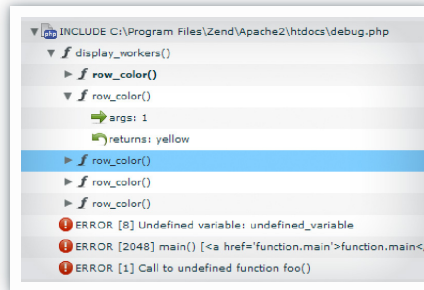 php INCLUDE C:\Program Files\Zend\Apache2\htdocs\debug.php
f display_workers()
f row_color()
f row_color()
args: 1
returns: yellow
f row_color()
f row_color()
f row_color()
ERROR [8] Undefined variable: undefined_variable
ERROR [2048] main() [<a href='function.main'>function.main</
ERROR [1] Call to undefined function foo()